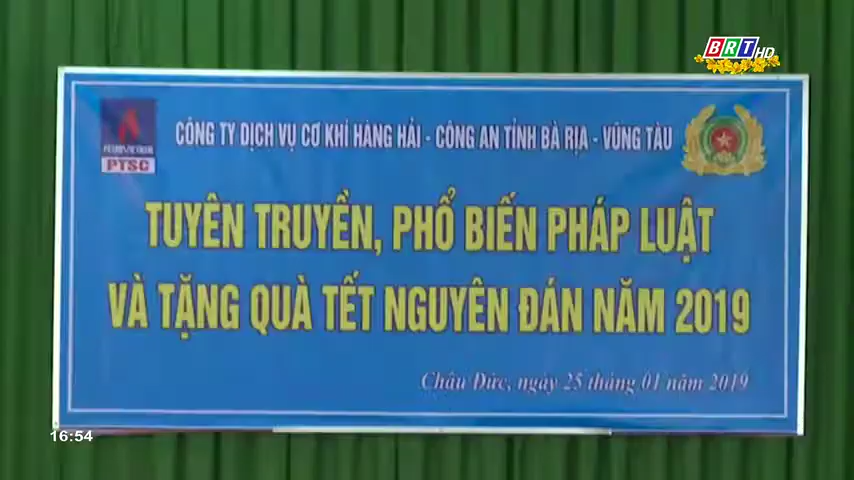 BRT HD
CÔNG TY DỊCH VỤ CƠ KHÍ HÀNG HẢI - CÔNG AN TỈNH BÀ RỊA - VŨNG TÀU
PETROVIETNAM
PTSC
TUYÊN TRUYỀN, PHỔ BIẾN PHÁP LUẬT
VÀ TẶNG QUÀ TẾT NGUYÊN ĐÁN NĂM 2019
Châu Đức, ngày 25 tháng 01 năm 2019
16:54